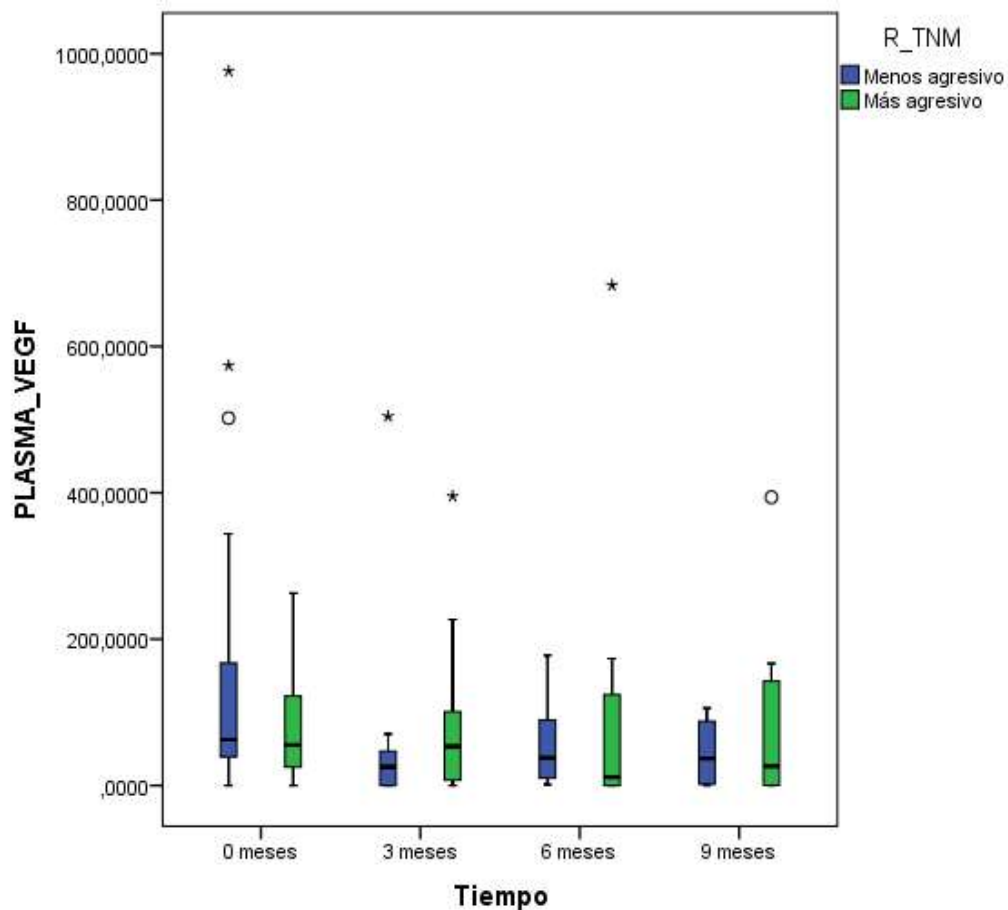 R_TNM
Menos agresivo
Más agresivo
PLASMA_VEGF
1000,0000
800,0000
600,0000
400,0000
200,0000
,0000
0 meses
3 meses
6 meses
9 meses
Tiempo